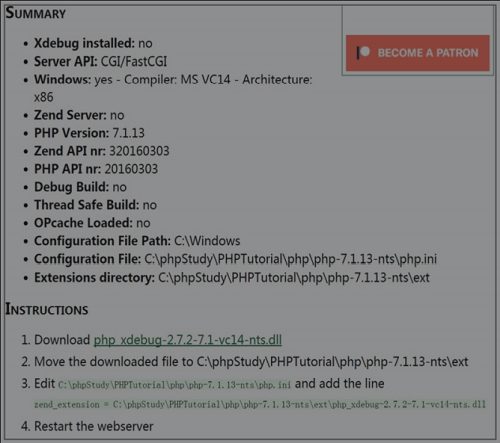 SUMMARY
BECOME A PATRON
Xdebug installed: no
Server API: CGI/FastCGI
Windows: yes - Compiler: MS VC14 - Architecture:
x86
Zend Server: no
PHP Version: 7.1.13
Zend API nr: 320160303
PHP API nr: 20160303
Debug Build: no
Thread Safe Build: no
OPcache Loaded: no
Configuration File Path: C:\Windows
Configuration File: C:\phpStudy\PHPTutorial\php\php-7.1.13-nts\php.ini
Extensions directory: C:\phpStudy\PHPTutorial\php\php-7.1.13-nts\ext
INSTRUCTIONS
1. Download php_xdebug-2.7.2-7.1-vc14-nts.dll
2. Move the downloaded file to C:\phpStudy\PHPTutorial\php\php-7.1.13-nts\ext
3. Edit C:\phpStudy\PHPTutorial\php\php-7.1.13-nts\php.ini and add the line
zend_extension = C:\phpStudy\PHPTutorial\php\php-7.1.13-nts\ext\php_xdebug-2.7.2-7.1-vc14-nts.dll
4. Restart the webserver